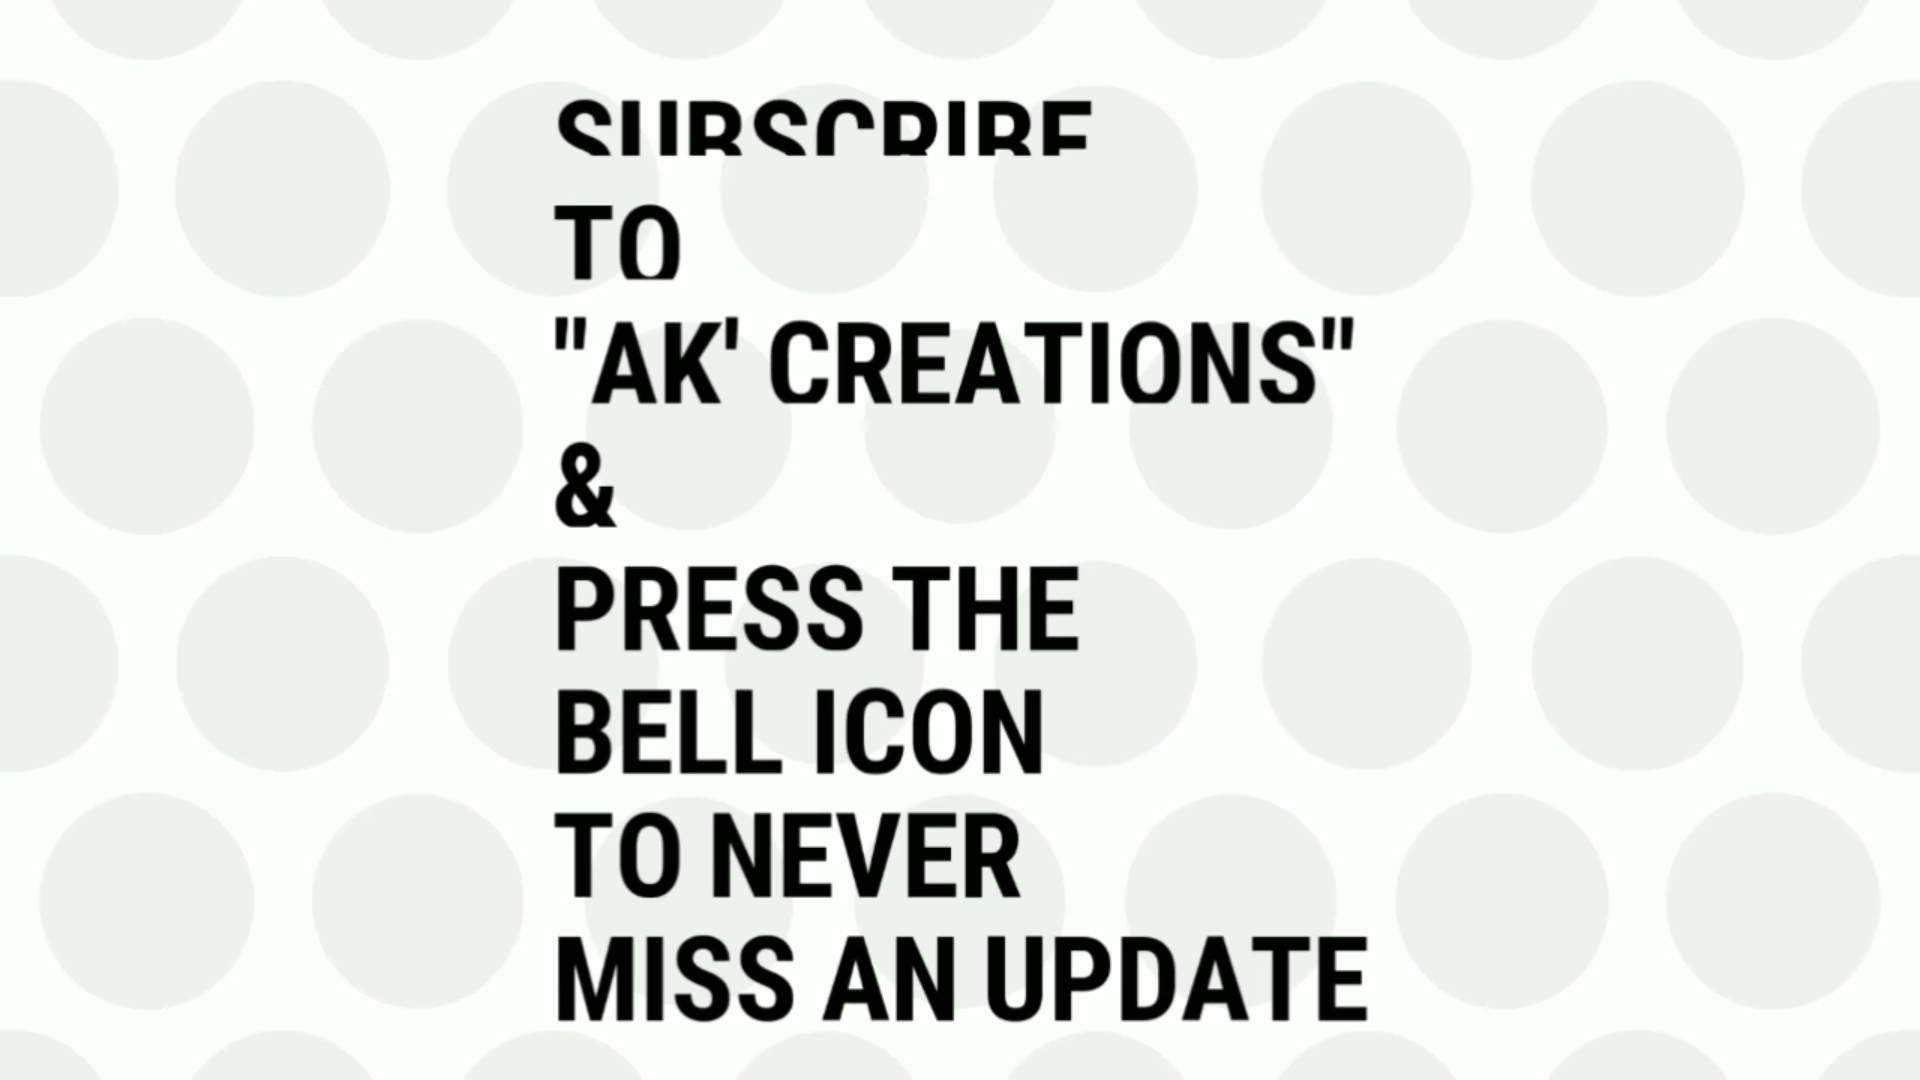 SUBSCRIBE
TO
"AK' CREATIONS"
&
PRESS THE
BELL ICON
TO NEVER
MISS AN UPDATE